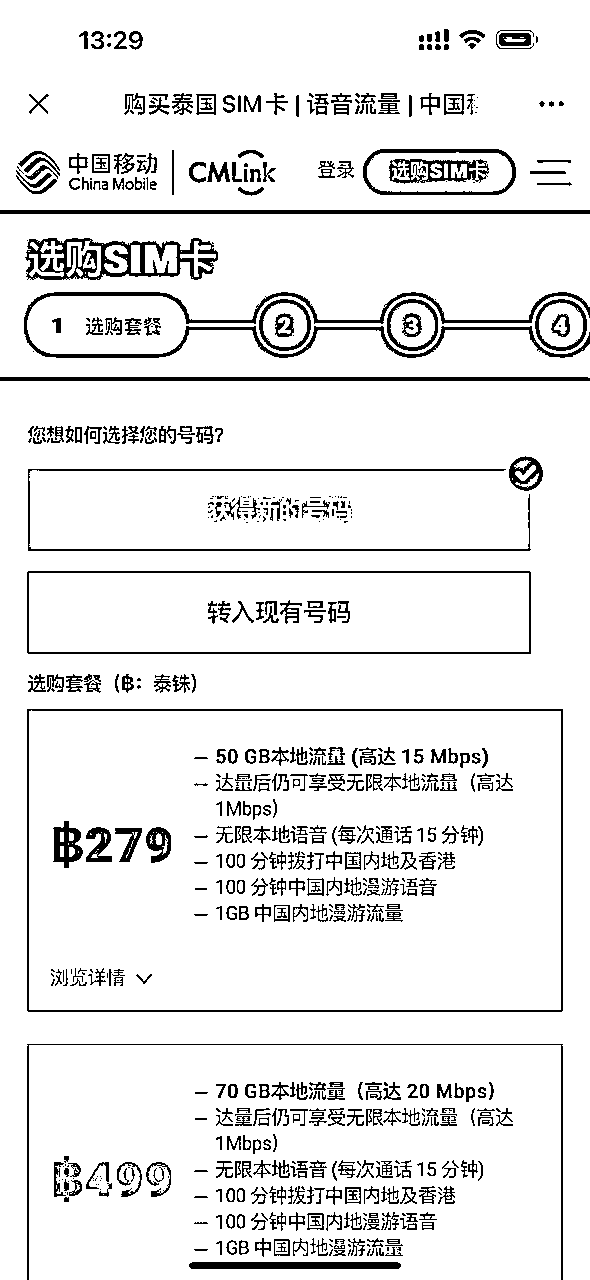 13:29
购买泰国SIM卡 | 语音流量 | 中国
中国移动
China Mobile
CMLink
登录
选购SIM卡
选购SIM卡
1 选购套餐
2
3
4
您想如何选择您的号码?
获得新的号码
转入现有号码
选购套餐（฿：泰铢）
฿279
– 50 GB本地流量 (高达 15 Mbps)
– 达量后仍可享受无限本地流量（高达
1Mbps）
– 无限本地语音 (每次通话 15 分钟)
– 100 分钟拨打中国内地及香港
– 100 分钟中国内地漫游语音
– 1GB 中国内地漫游流量
浏览详情
฿499
– 70 GB本地流量（高达 20 Mbps）
– 达量后仍可享受无限本地流量（高达
1Mbps）
– 无限本地语音 (每次通话 15 分钟)
– 100 分钟拨打中国内地及香港
– 100 分钟中国内地漫游语音
– 1GB 中国内地漫游流量